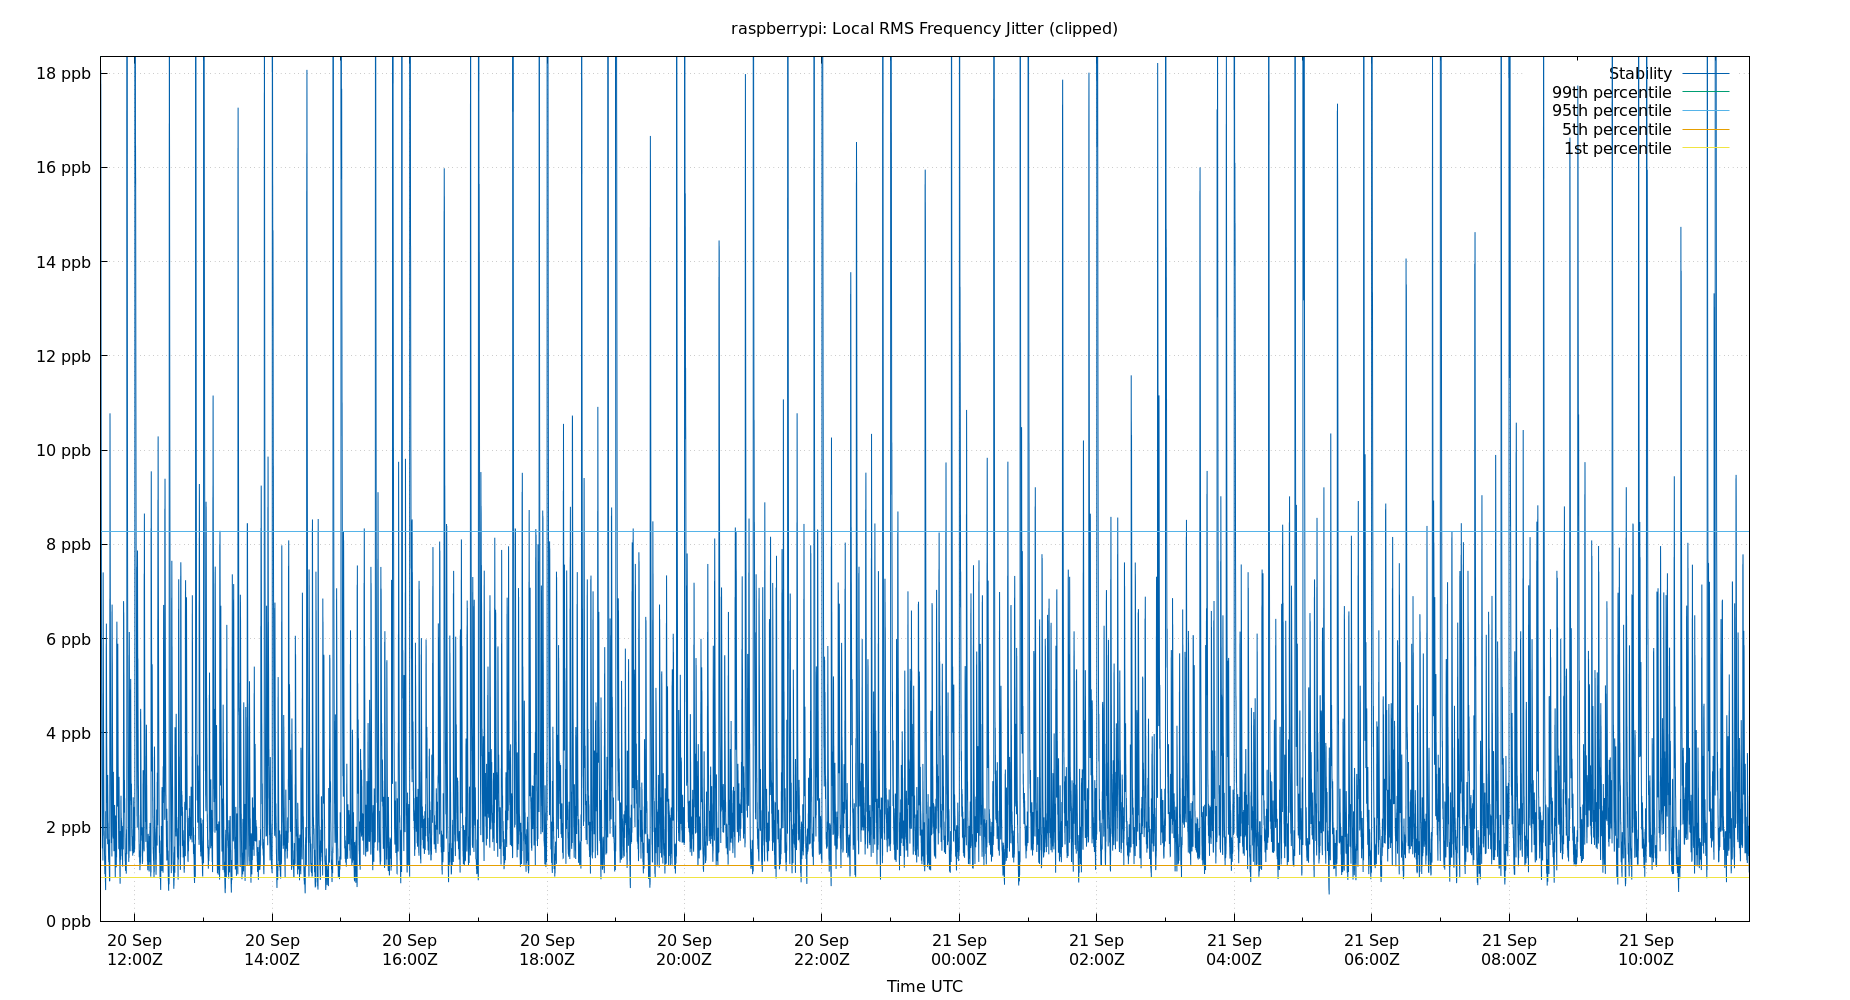 raspberrypi: Local RMS Frequency Jitter (clipped)
18 ppb
16 ppb
14 ppb
12 ppb
10 ppb
8 ppb
6 ppb
4 ppb
2 ppb
0 ppb
Stability
99th percentile
95th percentile
5th percentile
1st percentile
20 Sep 20 Sep 20 Sep 20 Sep 20 Sep 20 Sep 21 Sep 21 Sep 21 Sep 21 Sep 21 Sep 21 Sep
12:00Z 14:00Z 16:00Z 18:00Z 20:00Z 22:00Z 00:00Z 02:00Z 04:00Z 06:00Z 08:00Z 10:00Z
Time UTC